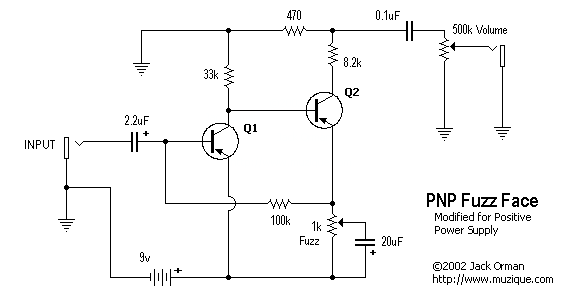 470
0.1uF
500k Volume
33k
8.2k
Q2
2.2uF
+
Q1
INPUT
100k
1k
Fuzz
20uF
+
9v
+
PNP Fuzz Face
Modified for Positive
Power Supply
©2002 Jack Orman
http://www.muzique.com